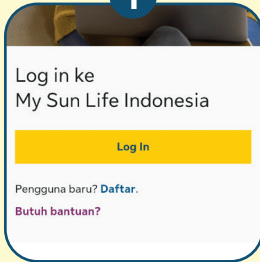 Log in ke
My Sun Life Indonesia
Log In
Pengguna baru? Daftar.
Butuh bantuan?